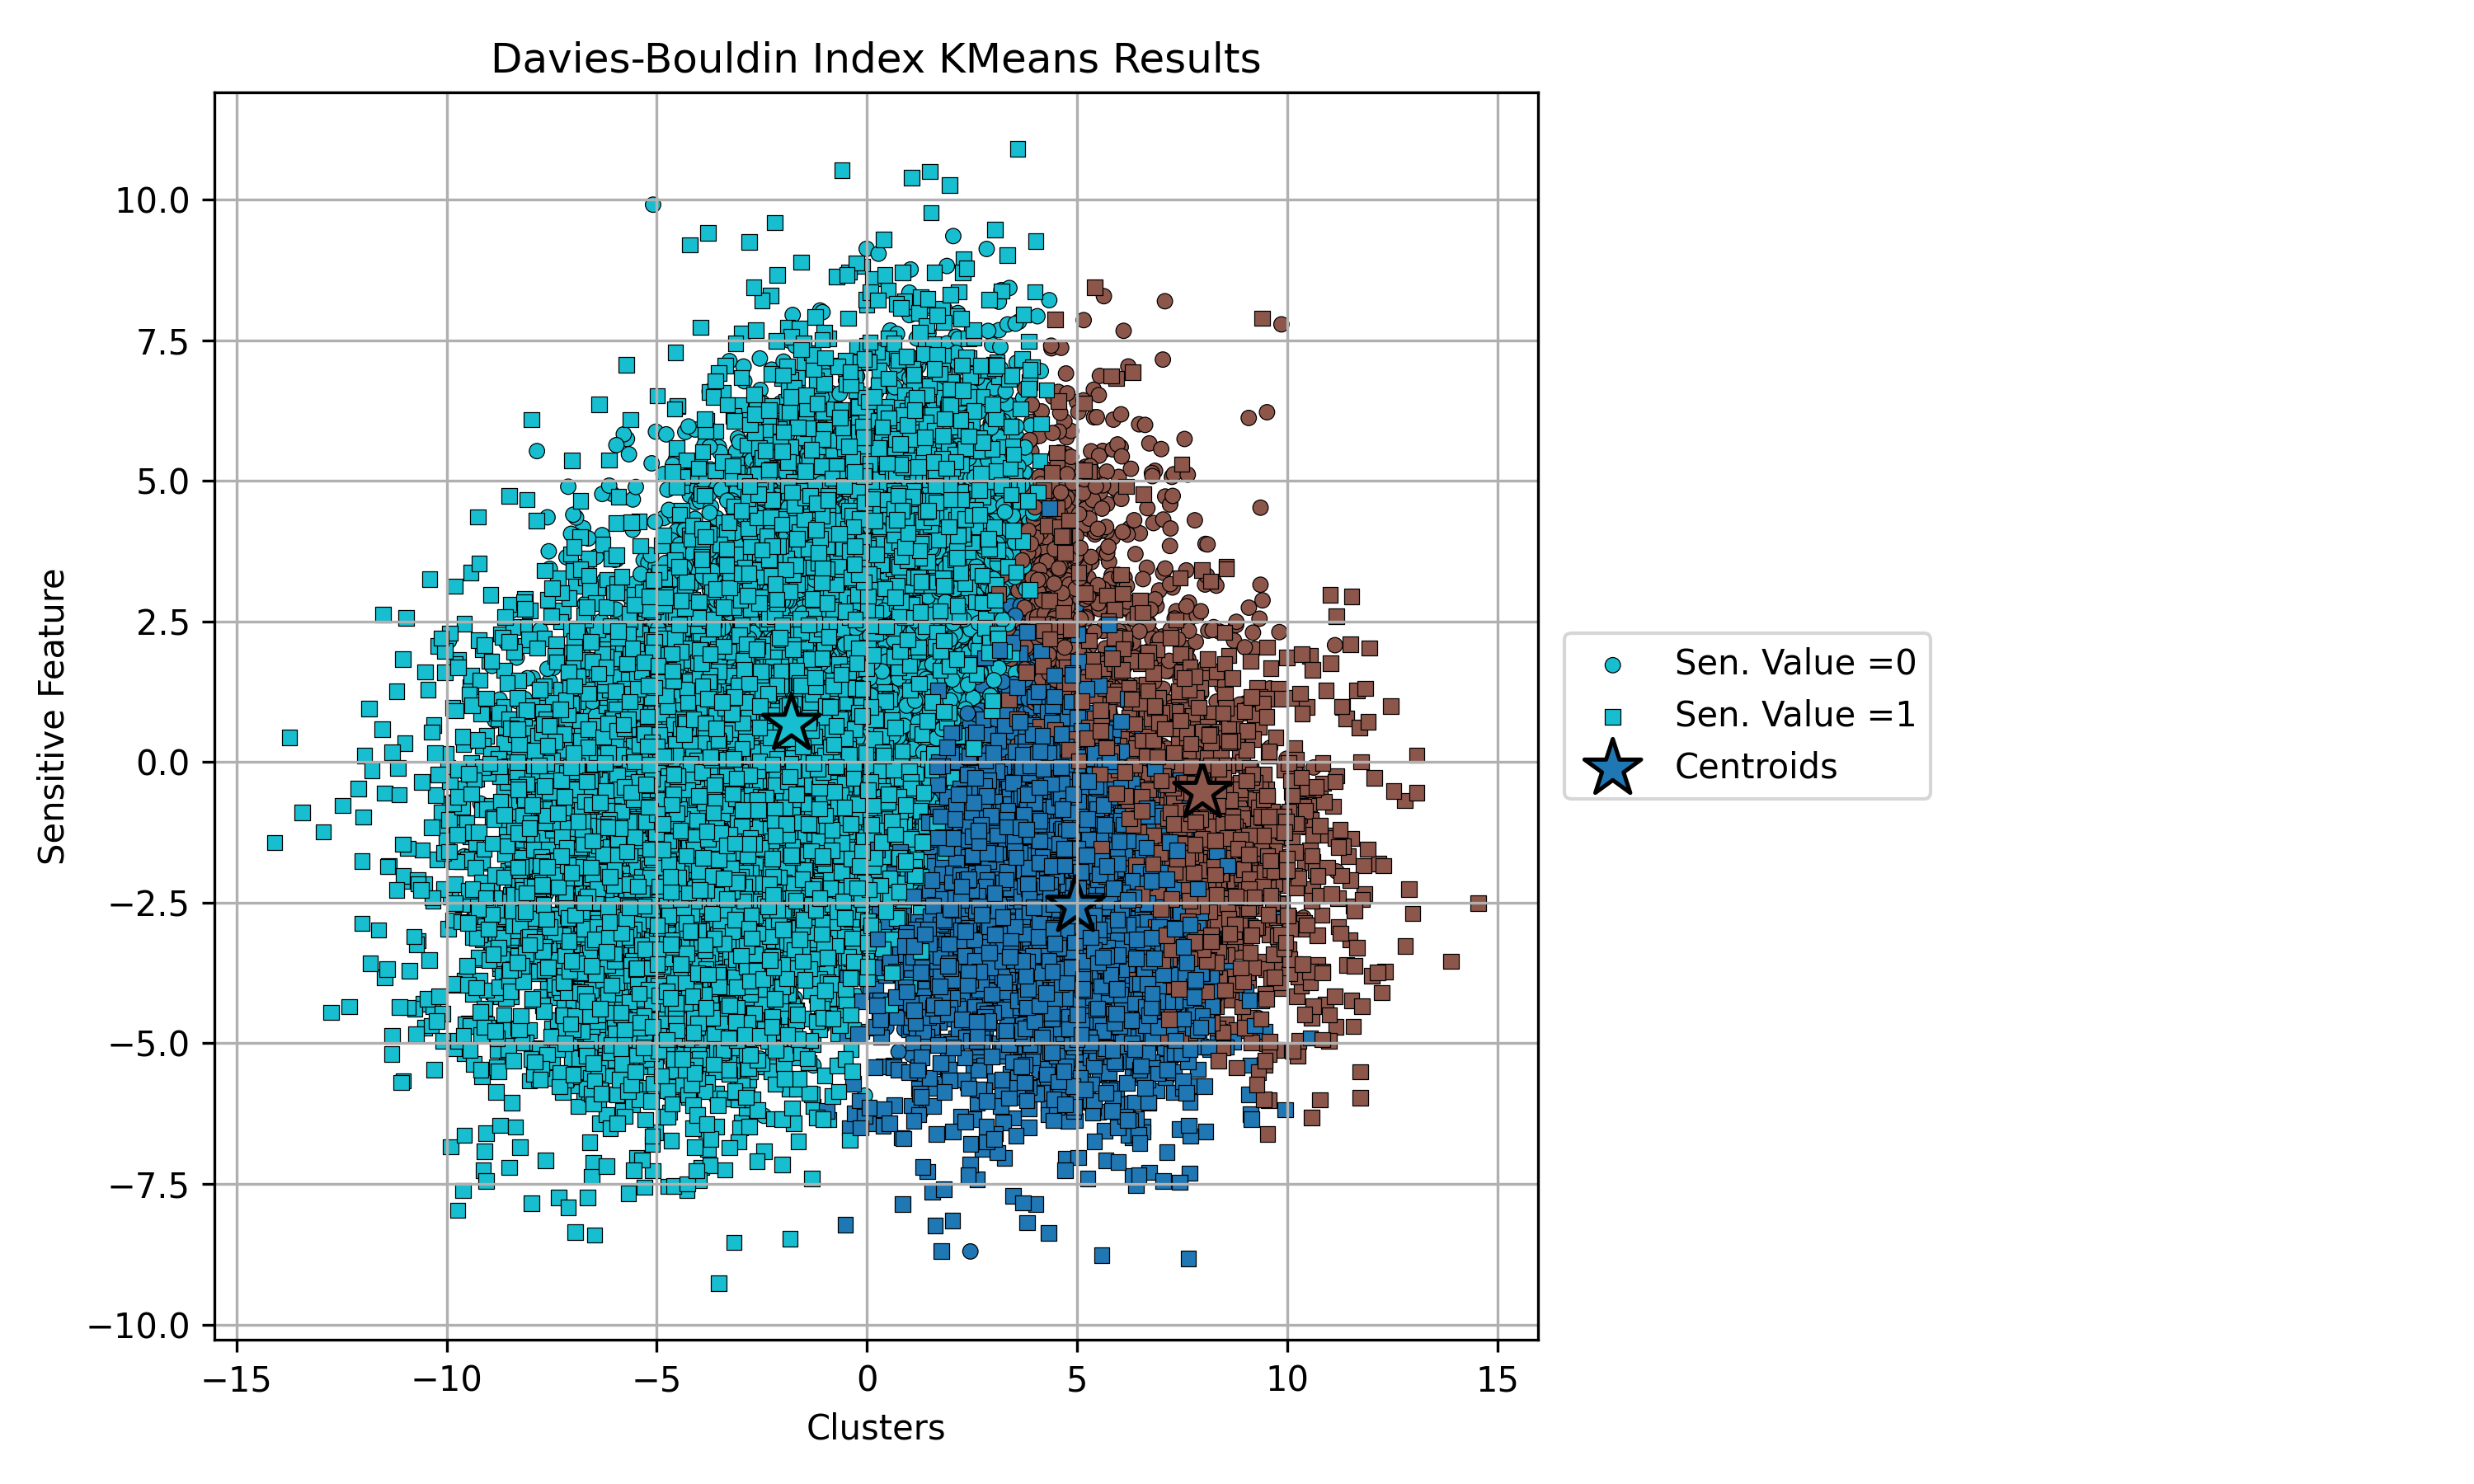 Davies-Bouldin Index KMeans Results
10.0
7.5
5.0
2.5
0.0
−2.5
−5.0
−7.5
−10.0
Sensitive Feature
−15 −10 −5 0 5 10 15
Clusters
Sen. Value =0
Sen. Value =1
Centroids